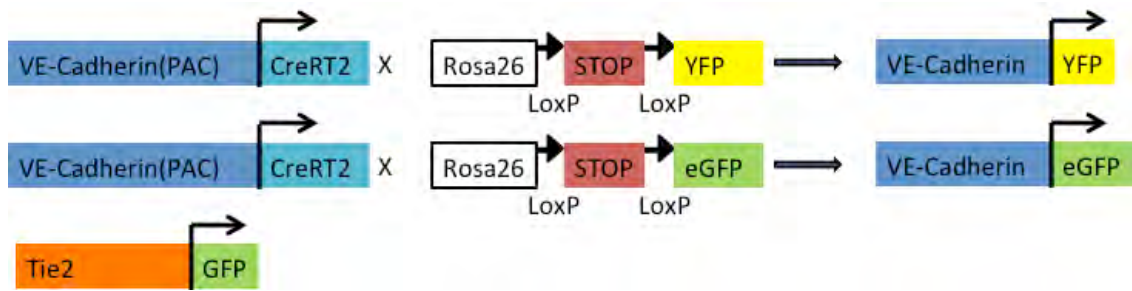 VE-Cadherin(PAC) CreRT2 X Rosa26 STOP YFP VE-Cadherin YFP
LoxP LoxP
VE-Cadherin(PAC) CreRT2 X Rosa26 STOP eGFP VE-Cadherin eGFP
LoxP LoxP
Tie2 GFP